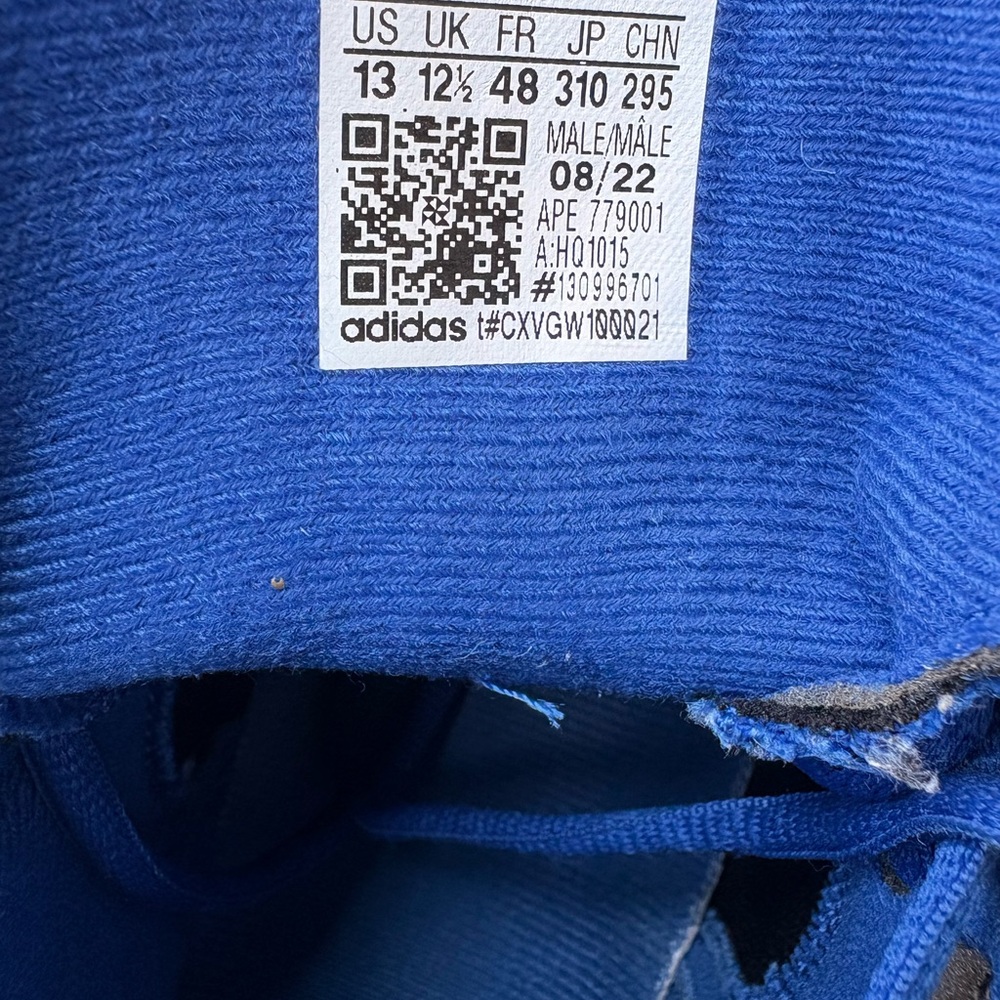 US UK FR JP CHN
13 12½ 48 310 295
MALE/MÂLE
08/22
APE 779001
A:HQ1015
#130996701
adidas t#CXVGW100021